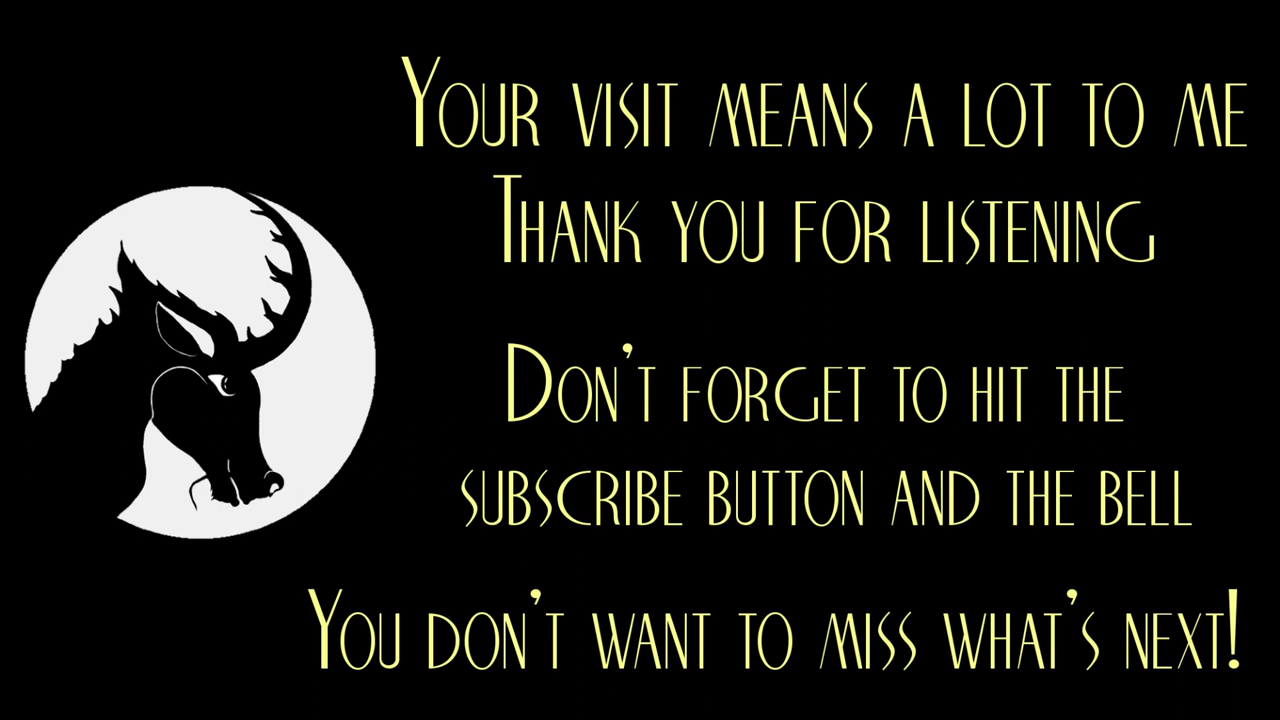 Your visit means a lot to me
Thank you for listening
Don't forget to hit the
subscribe button and the bell
You don't want to miss what's next!